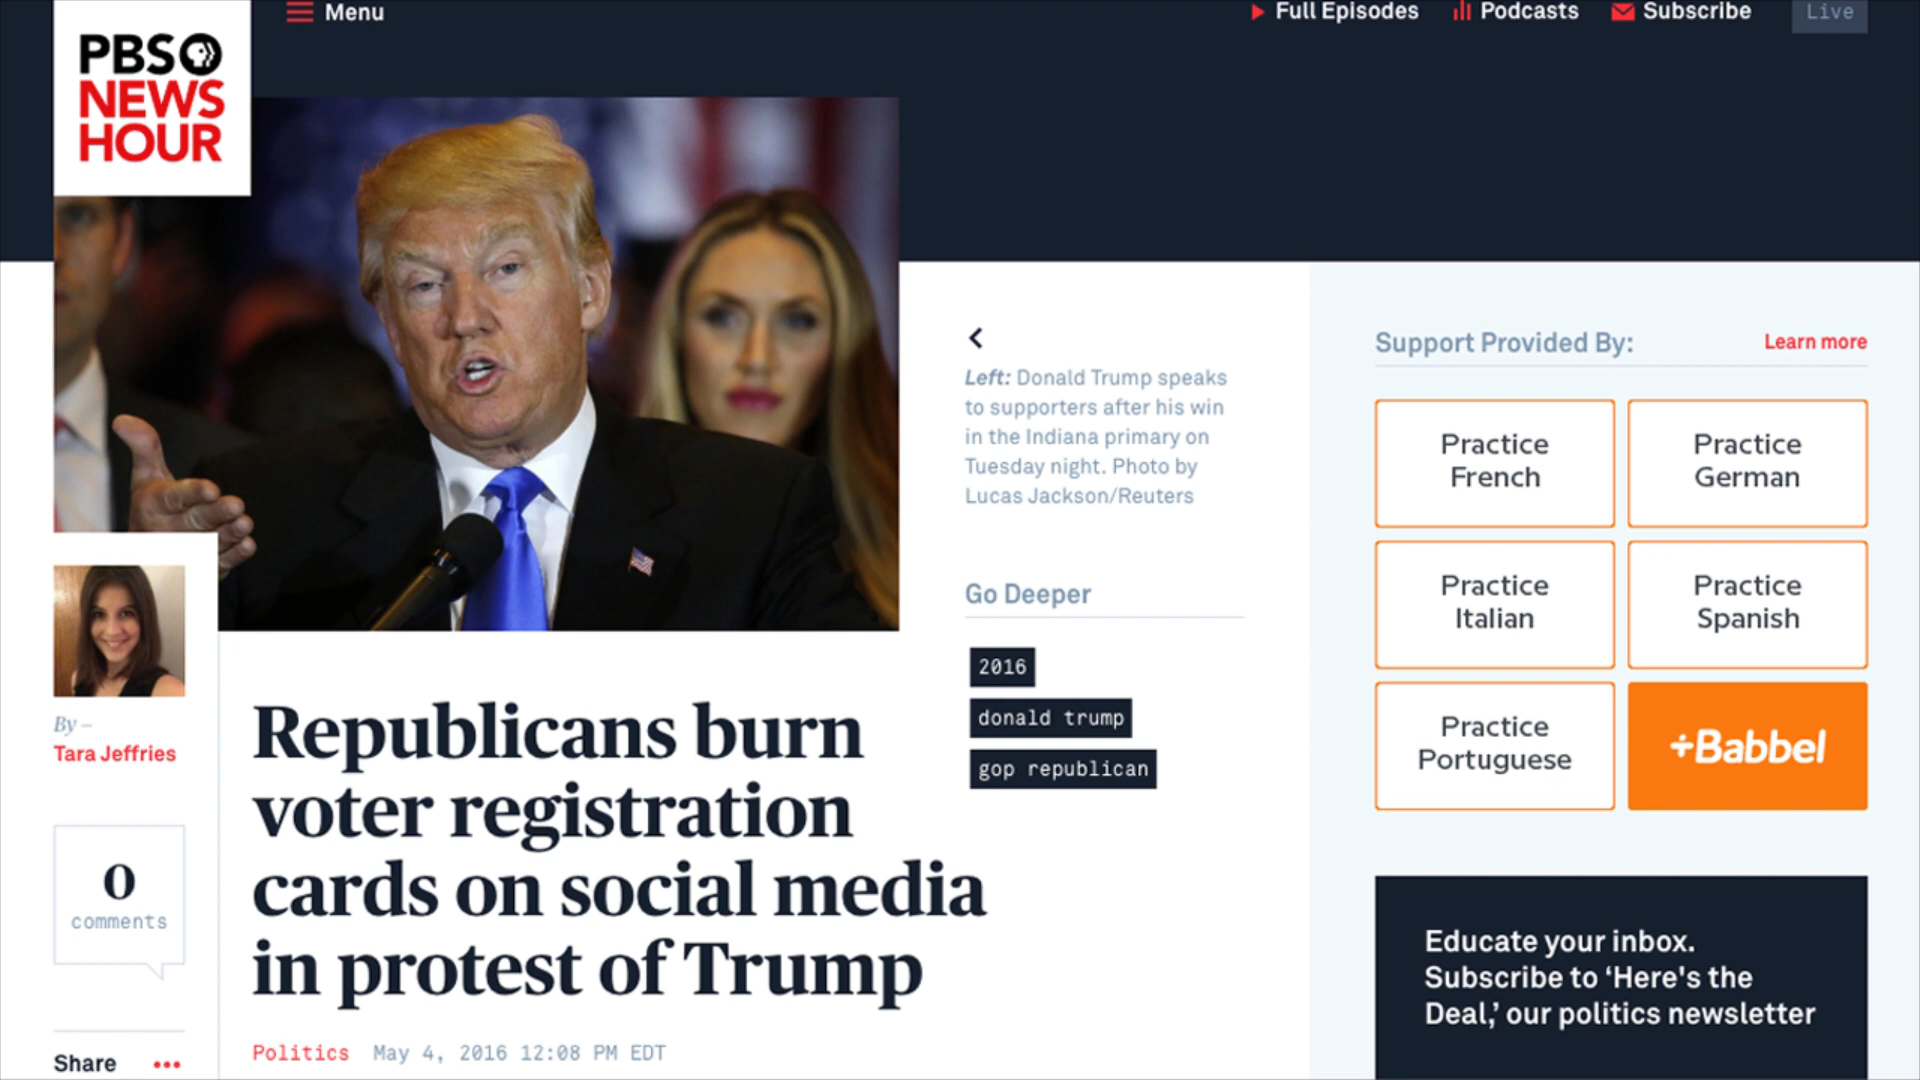 PBS
NEWS
HOUR
Menu
Full Episodes
Podcasts
Subscribe
Live
Left: Donald Trump speaks
to supporters after his win
in the Indiana primary on
Tuesday night. Photo by
Lucas Jackson/Reuters
Go Deeper
2016
donald trump
gop republican
By –
Tara Jeffries
0
comments
Share
Republicans burn
voter registration
cards on social media
in protest of Trump
Politics May 4, 2016 12:08 PM EDT
Support Provided By:
Learn more
Practice
French
Practice
German
Practice
Italian
Practice
Spanish
Practice
Portuguese
+Babbel
Educate your inbox.
Subscribe to ‘Here's the
Deal,’ our politics newsletter